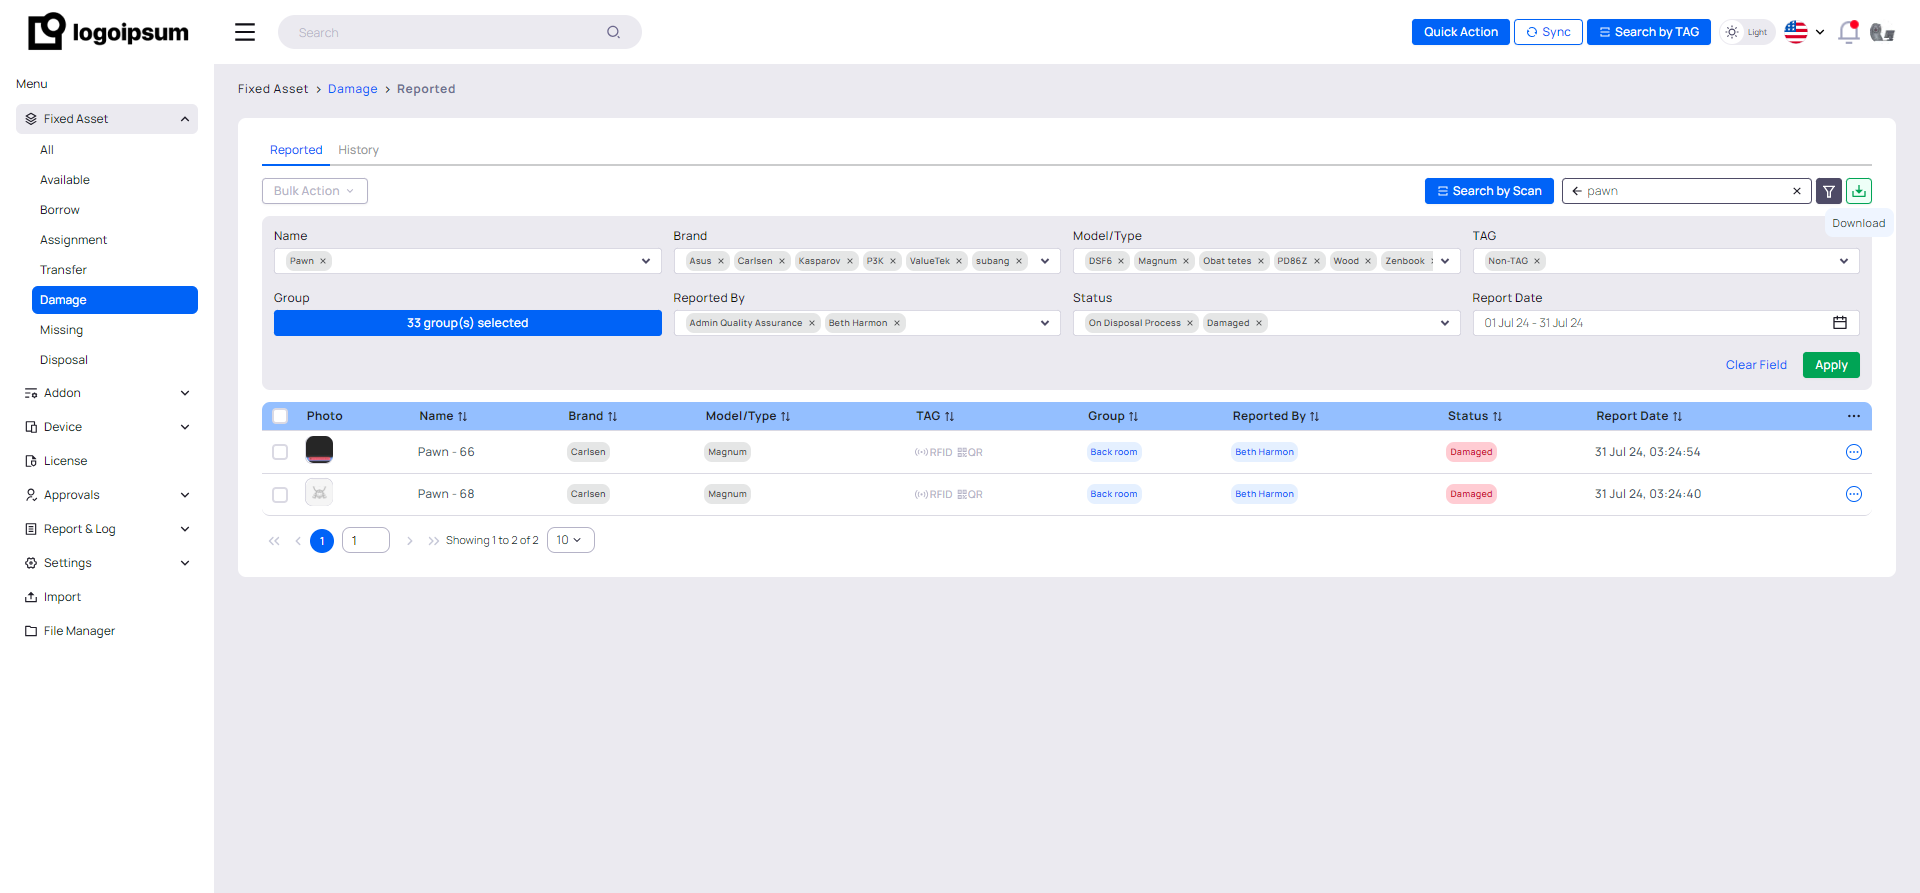 logoipsum
Search
Quick Action
Sync
Search by TAG
Light
Menu
Fixed Asset
All
Available
Borrow
Assignment
Transfer
Damage
Missing
Disposal
Addon
Device
License
Approvals
Report & Log
Settings
Import
File Manager
Fixed Asset > Damage > Reported
Reported History
Bulk Action
Search by Scan
pawn
Download
Name Brand Model/Type TAG
Pawn
Asus Carlsen Kasparov P3K ValueTek subang
DSF6 Magnum Obat tetes PD86Z Wood Zenbook
Non-TAG
Group Reported By Status Report Date
33 group(s) selected
Admin Quality Assurance Beth Harmon
On Disposal Process Damaged
01 Jul 24 - 31 Jul 24
Clear Field Apply
Photo Name Brand Model/Type TAG Group Reported By Status Report Date
Pawn - 66 Carlsen Magnum RFID QR Back room Beth Harmon Damaged 31 Jul 24, 03:24:54
Pawn - 68 Carlsen Magnum RFID QR Back room Beth Harmon Damaged 31 Jul 24, 03:24:40
1 1 Showing 1 to 2 of 2 10